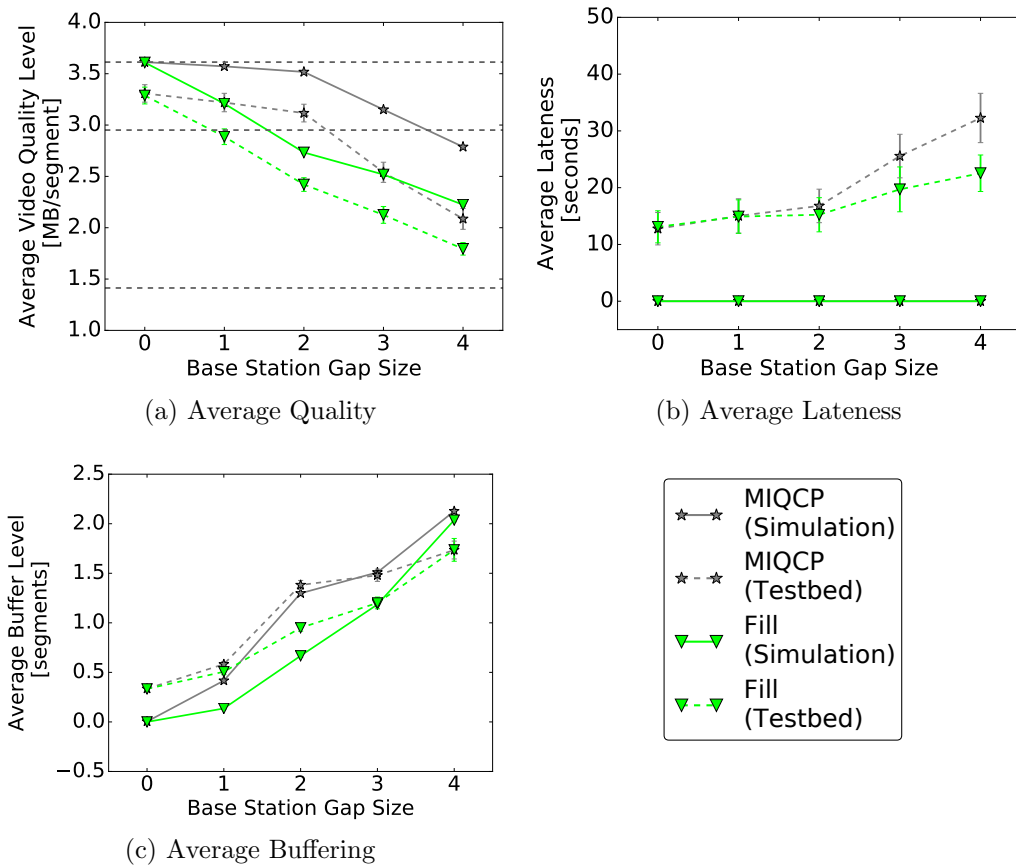 4.0
3.5
3.0
2.5
2.0
1.5
1.0
Average Video Quality Level
[MB/segment]
0 1 2 3 4
Base Station Gap Size
(a) Average Quality
50
40
30
20
10
0
Average Lateness
[seconds]
0 1 2 3 4
Base Station Gap Size
(b) Average Lateness
2.5
2.0
1.5
1.0
0.5
0.0
−0.5
Average Buffer Level
[segments]
0 1 2 3 4
Base Station Gap Size
(c) Average Buffering
MIQCP
(Simulation)
MIQCP
(Testbed)
Fill
(Simulation)
Fill
(Testbed)